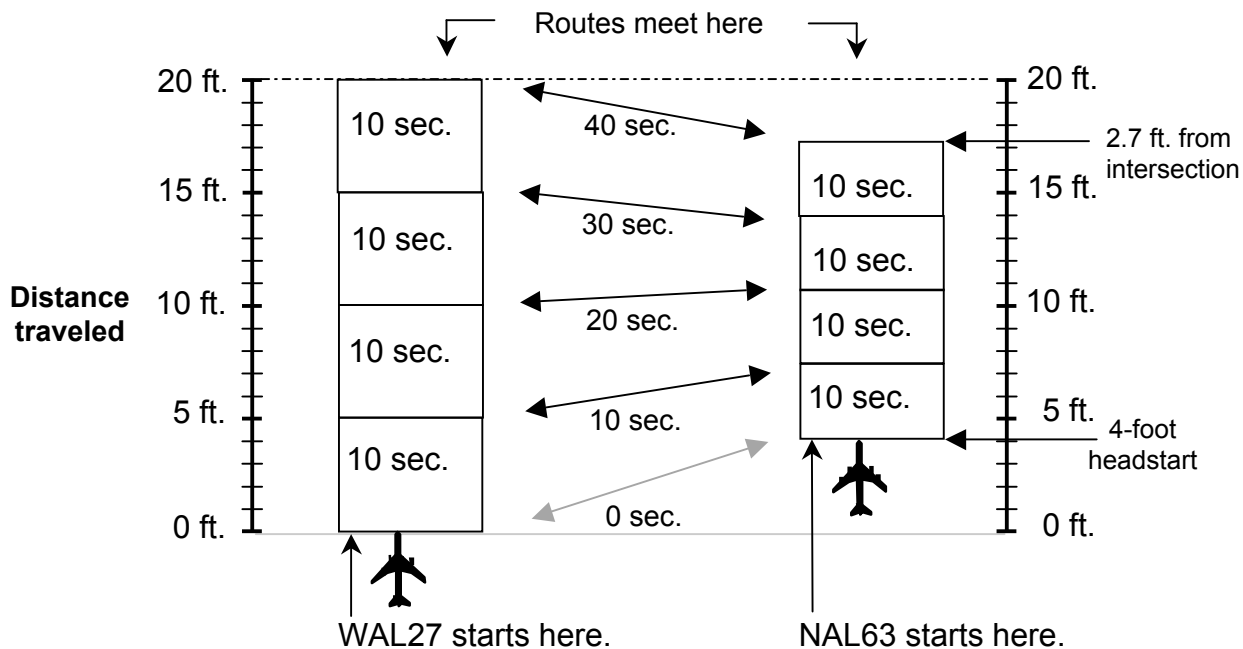 Routes meet here
20 ft.
15 ft.
10 ft.
5 ft.
0 ft.
Distance
traveled
10 sec.
10 sec.
10 sec.
10 sec.
40 sec.
30 sec.
20 sec.
10 sec.
0 sec.
10 sec.
10 sec.
10 sec.
10 sec.
20 ft.
15 ft.
10 ft.
5 ft.
0 ft.
2.7 ft. from
intersection
4-foot
headstart
WAL27 starts here.
NAL63 starts here.